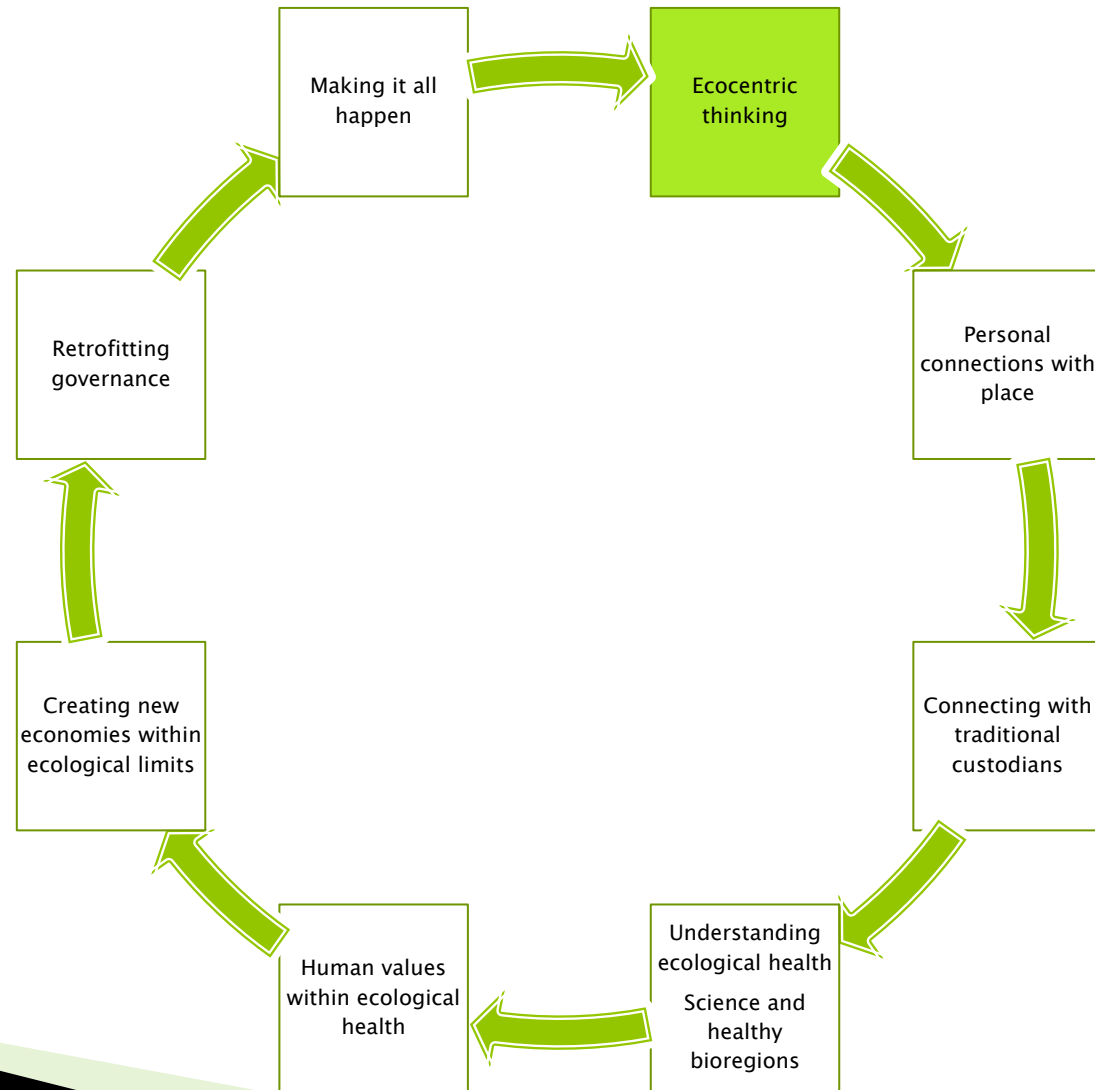 Making it all
happen
Ecocentric
thinking
Personal
connections with
place
Connecting with
traditional
custodians
Understanding
ecological health
Science and
healthy
bioregions
Human values
within ecological
health
Creating new
economies within
ecological limits
Retrofitting
governance